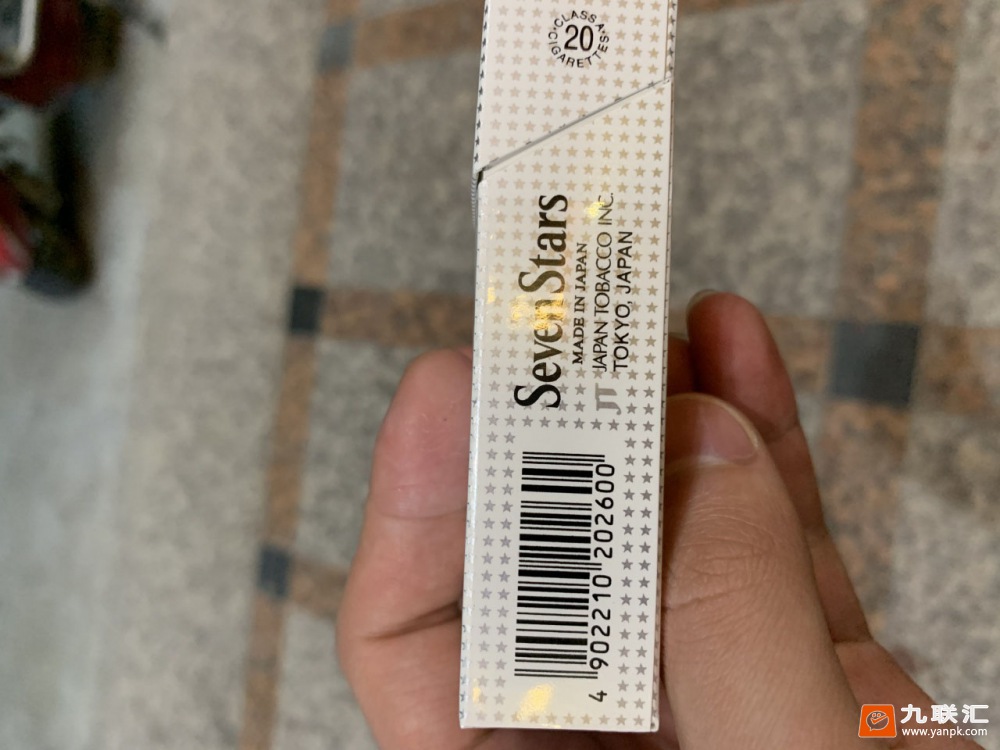 CLASS A
20
CIGARETTES
Seven Stars
MADE IN JAPAN
JT
JAPAN TOBACCO INC.
TOKYO, JAPAN
4 902210 202600
九联汇
www.yanpk.com